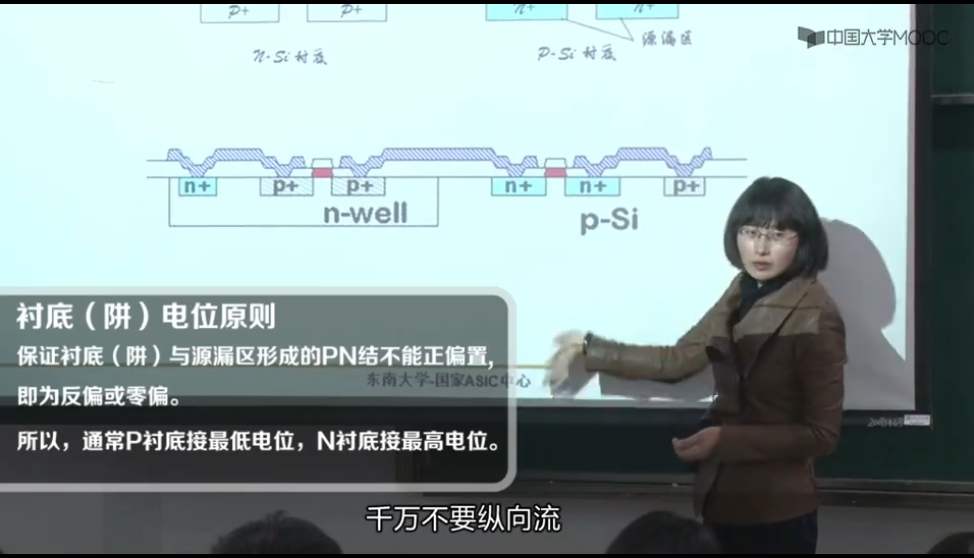 p+
p+
n+
n+
源漏区
N-Si 衬底
P-Si 衬底
中国大学MOOC
n+
p+
p+
n+
n+
p+
n-well
p-Si
衬底（阱）电位原则
保证衬底（阱）与源漏区形成的PN结不能正偏置，
即为反偏或零偏。
所以，通常P衬底接最低电位，N衬底接最高电位。
东南大学-国家ASIC中心
千万不要纵向流